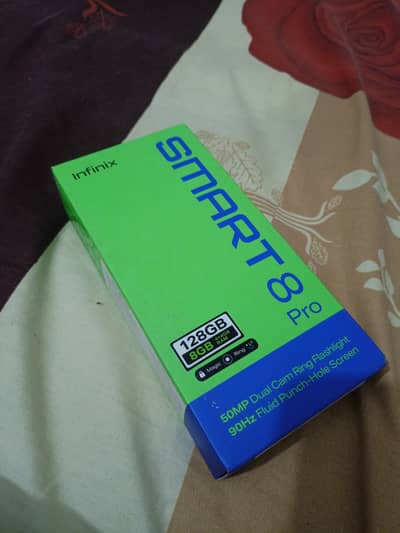 Infinix
SMART 8
Pro
128GB
8GB
Magic Ring
50MP Dual Cam Ring Flashlight
90Hz Fluid Punch-Hole Screen